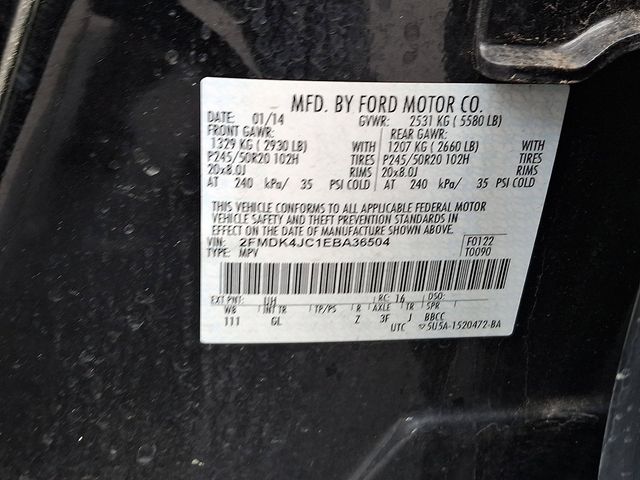 MFD. BY FORD MOTOR CO.
DATE: 01/14 GVWR: 2531 KG ( 5580 LB)
FRONT GAWR: REAR GAWR:
1329 KG ( 2930 LB) WITH 1207 KG ( 2660 LB) WITH
P245/50R20 102H TIRES P245/50R20 102H TIRES
20x8.0J RIMS 20x8.0J RIMS
AT 240 kPa/ 35 PSI COLD AT 240 kPa/ 35 PSI COLD
THIS VEHICLE CONFORMS TO ALL APPLICABLE FEDERAL MOTOR
VEHICLE SAFETY AND THEFT PREVENTION STANDARDS IN
EFFECT ON THE DATE OF MANUFACTURE SHOWN ABOVE.
VIN: 2FMDK4JC1EBA36504 F0122
TYPE: MPV T0090
EXT PNT: UH RC: 16 DSO:
WB INT TR TP/PS R AXLE TR SPR
111 GL Z 3F J BBCC
UTC 5U5A-1520472-BA